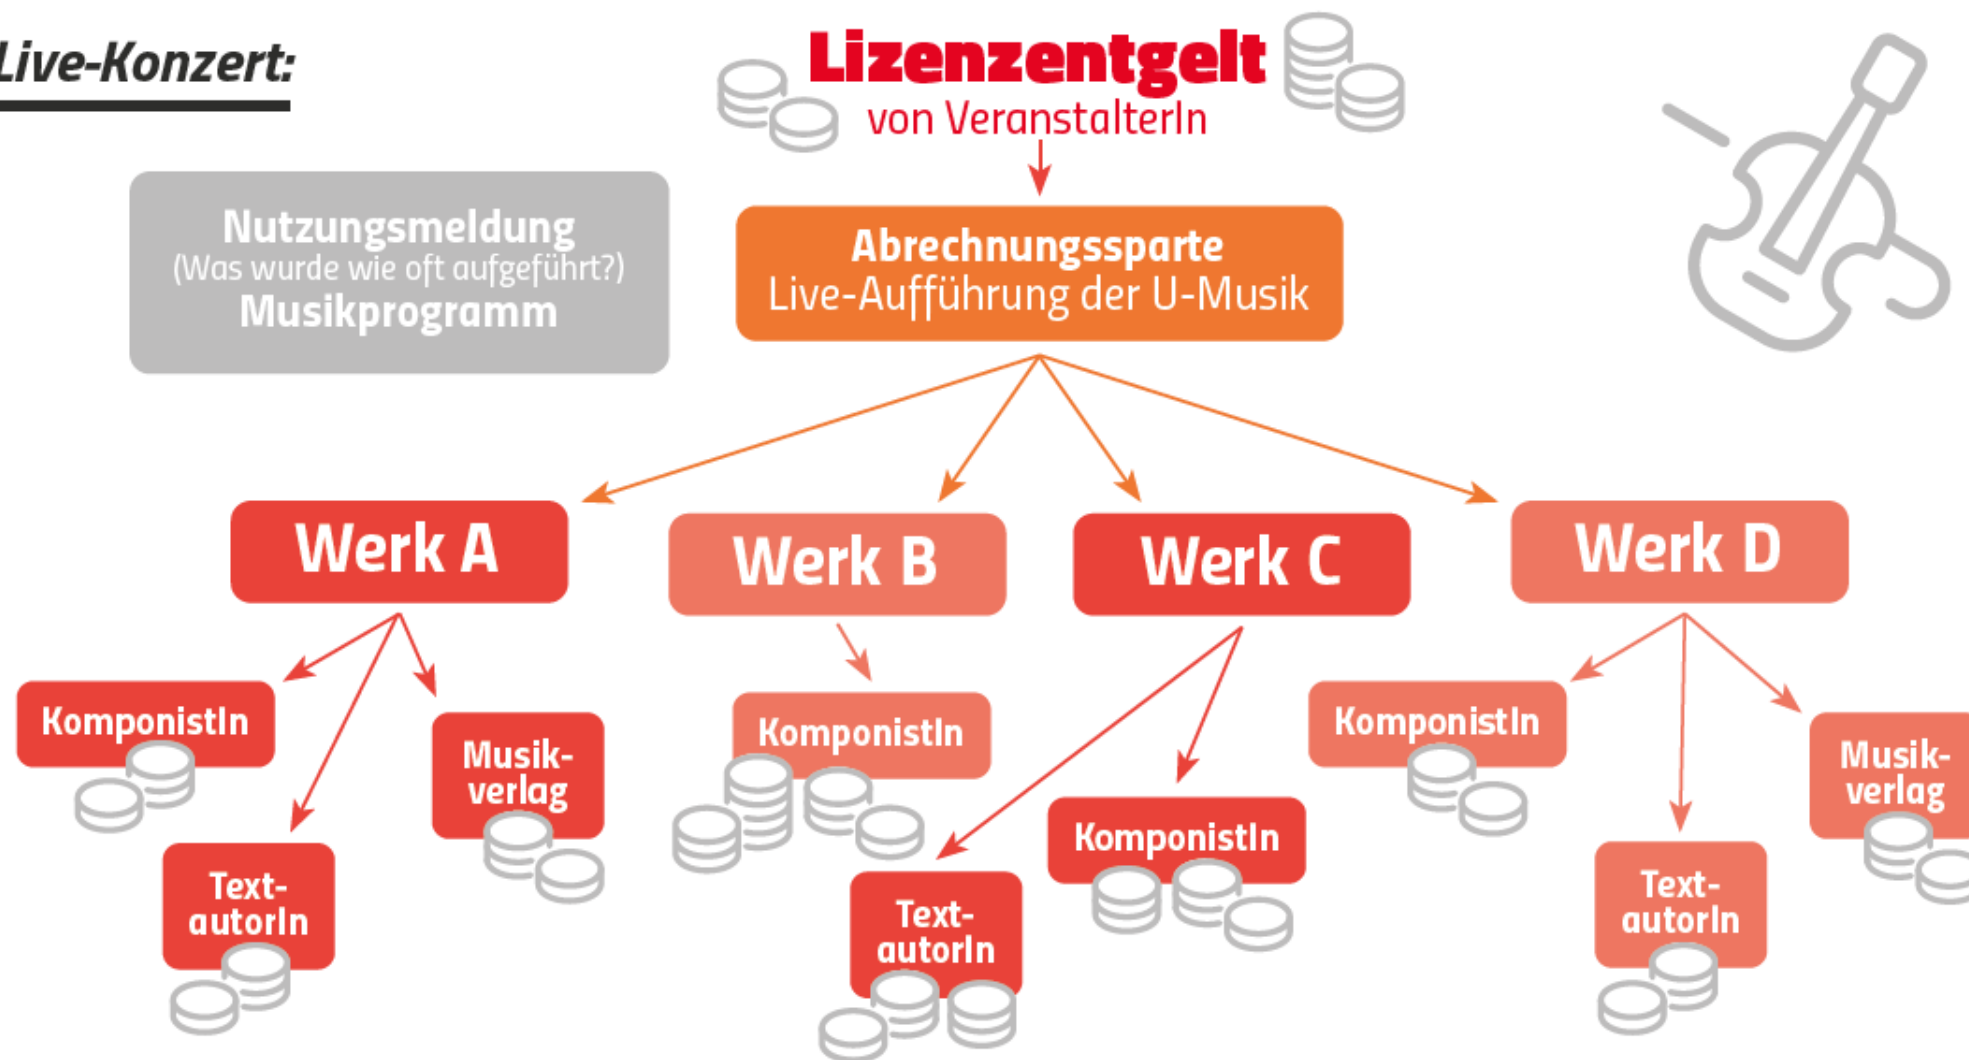 Live-Konzert:
Lizenzentgelt
von VeranstalterIn
Nutzungsmeldung
(Was wurde wie oft aufgeführt?)
Musikprogramm
Abrechnungssparte
Live-Aufführung der U-Musik
Werk A
Werk B
Werk C
Werk D
KomponistIn
Text-
autorIn
Musik-
verlag
KomponistIn
Text-
autorIn
KomponistIn
KomponistIn
Text-
autorIn
Musik-
verlag